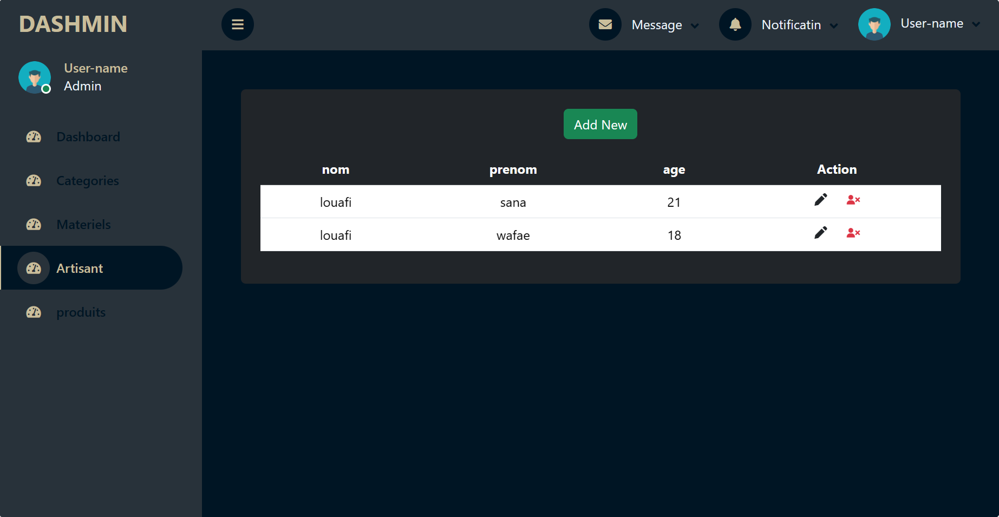 DASHMIN
Message
Notificatin
User-name
User-name
Admin
Dashboard
Categories
Materiels
Artisant
produits
Add New
nom prenom age Action
louafi sana 21
louafi wafae 18